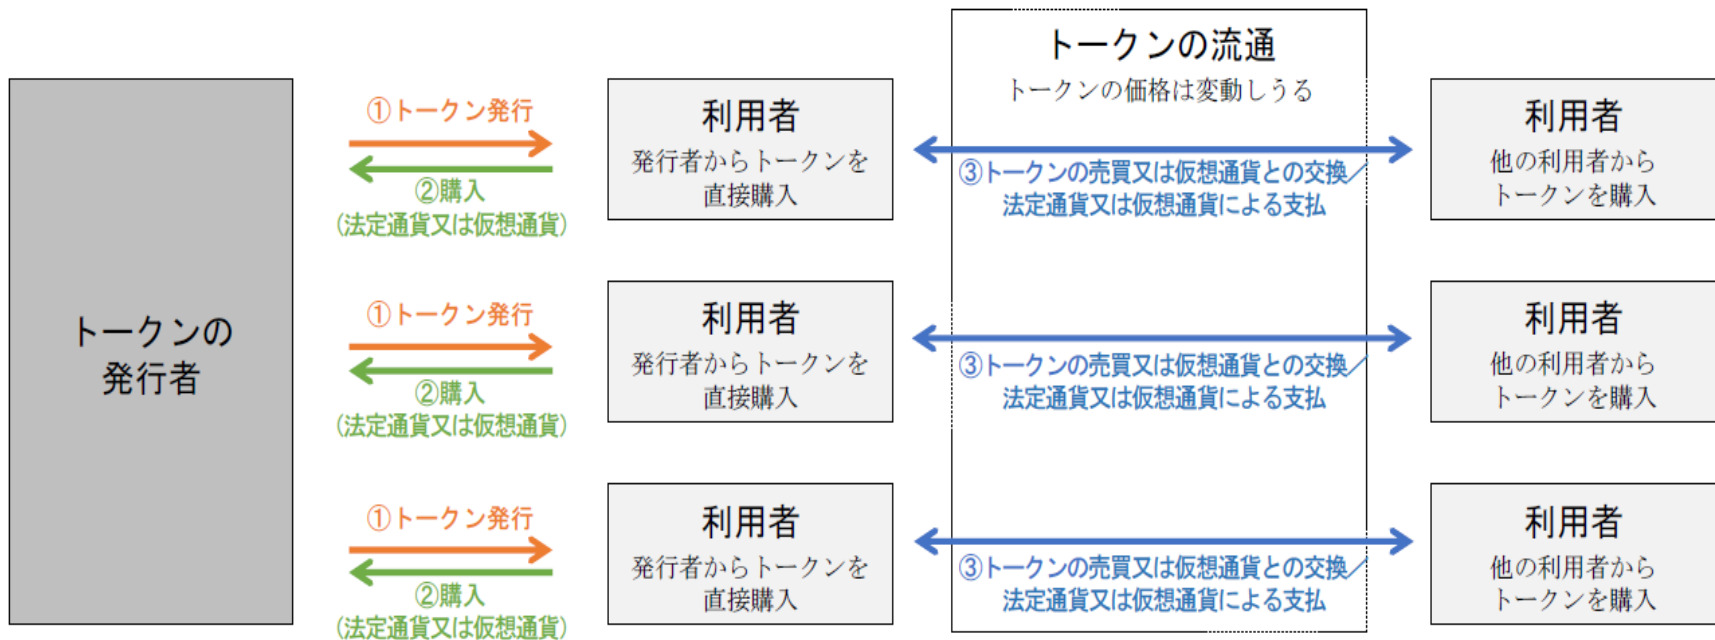 トークンの
発行者
①トークン発行
②購入
(法定通貨又は仮想通貨)
利用者
発行者からトークンを
直接購入
トークンの流通
トークンの価格は変動しうる
③トークンの売買又は仮想通貨との交換／
法定通貨又は仮想通貨による支払
利用者
他の利用者から
トークンを購入
①トークン発行
②購入
(法定通貨又は仮想通貨)
利用者
発行者からトークンを
直接購入
③トークンの売買又は仮想通貨との交換／
法定通貨又は仮想通貨による支払
利用者
他の利用者から
トークンを購入
①トークン発行
②購入
(法定通貨又は仮想通貨)
利用者
発行者からトークンを
直接購入
③トークンの売買又は仮想通貨との交換／
法定通貨又は仮想通貨による支払
利用者
他の利用者から
トークンを購入